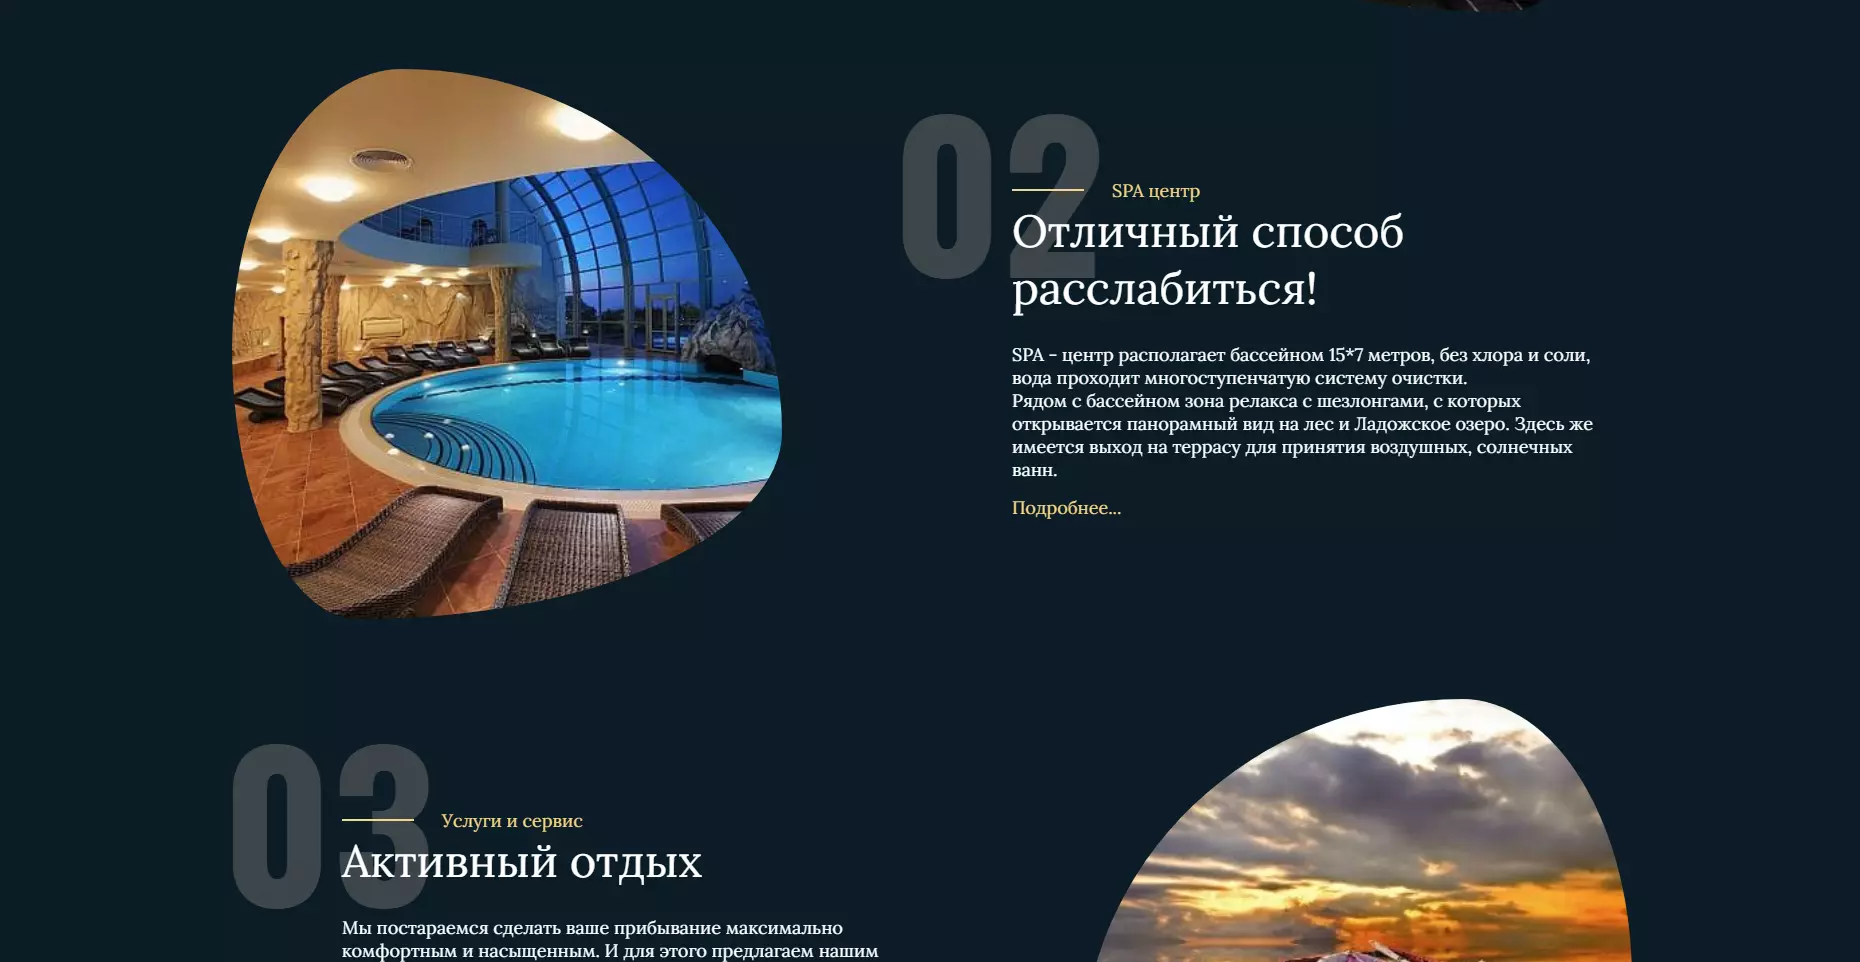 02
SPA центр
Отличный способ
расслабиться!
SPA - центр располагает бассейном 15*7 метров, без хлора и соли,
вода проходит многоступенчатую систему очистки.
Рядом с бассейном зона релакса с шезлонгами, с которых
открывается панорамный вид на лес и Ладожское озеро. Здесь же
имеется выход на террасу для принятия воздушных, солнечных
ванн.
Подробнее...
03
Услуги и сервис
Активный отдых
Мы постараемся сделать ваше прибывание максимально
комфортным и насыщенным. И для этого предлагаем нашим